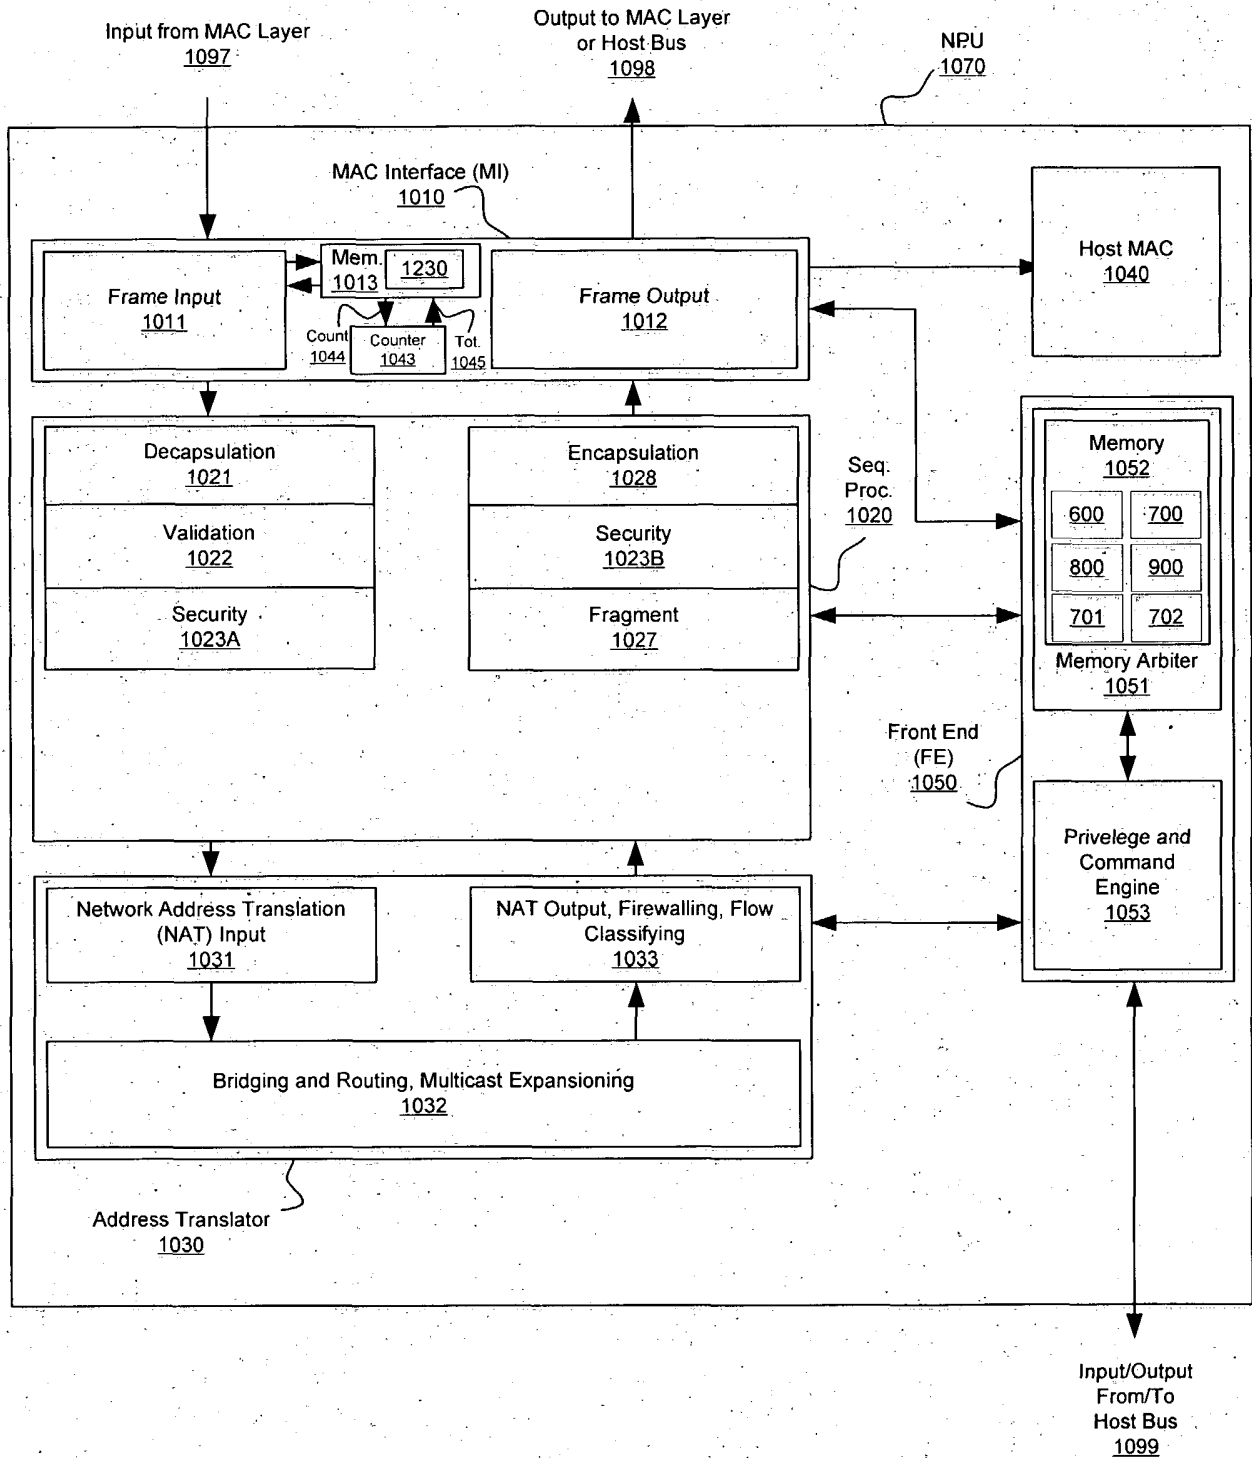 Input from MAC Layer
1097
Output to MAC Layer
or Host Bus
1098
NPU
1070
MAC Interface (MI)
1010
Frame Input
1011
Mem.
1013
1230
Count
1044
Counter
1043
Tot.
1045
Frame Output
1012
Host MAC
1040
Decapsulation
1021
Validation
1022
Security
1023A
Encapsulation
1028
Security
1023B
Fragment
1027
Seq.
Proc.
1020
Memory
1052
600
700
800
900
701
702
Memory Arbiter
1051
Front End
(FE)
1050
Privelege and
Command
Engine
1053
Network Address Translation
(NAT) Input
1031
NAT Output, Firewalling, Flow
Classifying
1033
Bridging and Routing, Multicast Expansioning
1032
Address Translator
1030
Input/Output
From/To
Host Bus
1099